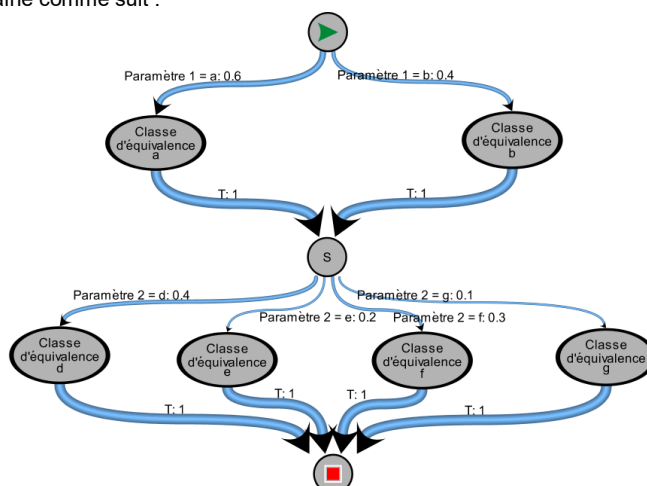 comme suit :
Paramètre 1 = a: 0.6
Paramètre 1 = b: 0.4
Classe
d'équivalence
a
Classe
d'équivalence
b
T: 1
T: 1
S
Paramètre 2 = d: 0.4
Paramètre 2 = g: 0.1
Paramètre 2 = e: 0.2
Paramètre 2 = f: 0.3
Classe
d'équivalence
d
Classe
d'équivalence
e
Classe
d'équivalence
f
Classe
d'équivalence
g
T: 1
T: 1
T: 1
T: 1